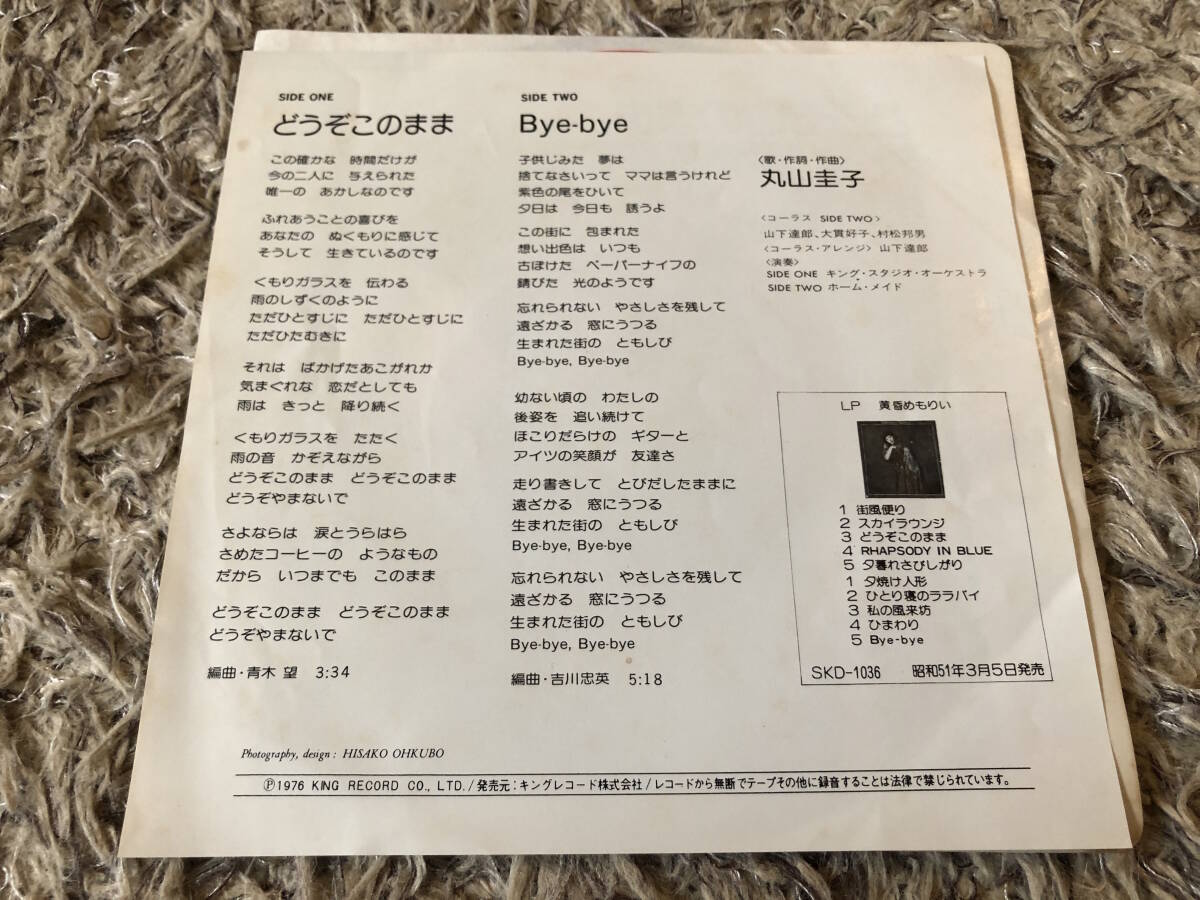 SIDE ONE
どうぞこのまま
この確かな 時間だけが
今の二人に 与えられた
唯一の あかしなのです
ふれあうことの喜びを
あなたの ぬくもりに感じて
そうして 生きているのです
くもりガラスを 伝わる
雨のしずくのように
ただひとすじに ただひとすじに
ただひたむきに
それは ばかげたあこがれか
気まぐれな 恋だとしても
雨は きっと 降り続く
くもりガラスを たたく
雨の音 かぞえながら
どうぞこのまま どうぞこのまま
どうぞやまないで
さよならは 涙とうらはら
さめたコーヒーの ようなもの
だから いつまでも このまま
どうぞこのまま どうぞこのまま
どうぞやまないで
編曲・青木 望 3:34
SIDE TWO
Bye-bye
子供じみた 夢は
捨てなさいって ママは言うけれど
紫色の尾をひいて
夕日は 今日も 誘うよ
この街に 包まれた
想い出色は いつも
古ぼけた ペーパーナイフの
錆びた 光のようです
忘れられない やさしさを残して
遠ざかる 窓にうつる
生まれた街の ともしび
Bye-bye, Bye-bye
幼ない頃の わたしの
後姿を 追い続けて
ほこりだらけの ギターと
アイツの笑顔が 友達さ
走り書きして とびだしたままに
遠ざかる 窓にうつる
生まれた街の ともしび
Bye-bye, Bye-bye
忘れられない やさしさを残して
遠ざかる 窓にうつる
生まれた街の ともしび
Bye-bye, Bye-bye
編曲・吉川忠英 5:18
〈歌・作詞・作曲〉
丸山圭子
〈コーラス SIDE TWO〉
山下達郎、大貫好子、村松邦男
〈コーラス・アレンジ〉 山下達郎
〈演奏〉
SIDE ONE キング・スタジオ・オーケストラ
SIDE TWO ホーム・メイド
LP 黄昏めもりい
1 街風便り
2 スカイラウンジ
3 どうぞこのまま
4 RHAPSODY IN BLUE
5 夕暮れさびしがり
1 夕焼け人形
2 ひとり寝のララバイ
3 私の風来坊
4 ひまわり
5 Bye-bye
SKD-1036 昭和51年3月5日発売
Photography, design : HISAKO OHKUBO
Ⓟ1976 KING RECORD CO., LTD./発売元:キングレコード株式会社/レコードから無断でテープその他に録音することは法律で禁じられています。